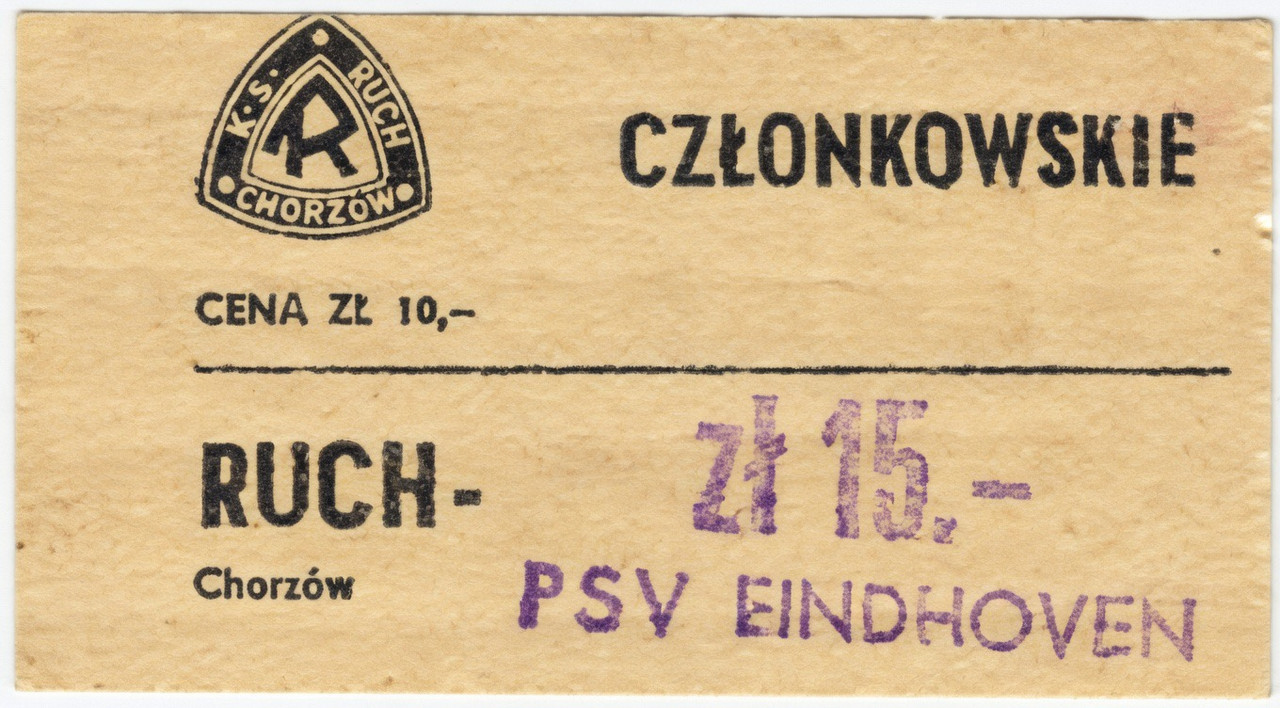 K·S· RUCH
R
CHORZÓW
CZŁONKOWSKIE
CENA ZŁ 10,–
RUCH-
zł 15.–
Chorzów
PSV EINDHOVEN